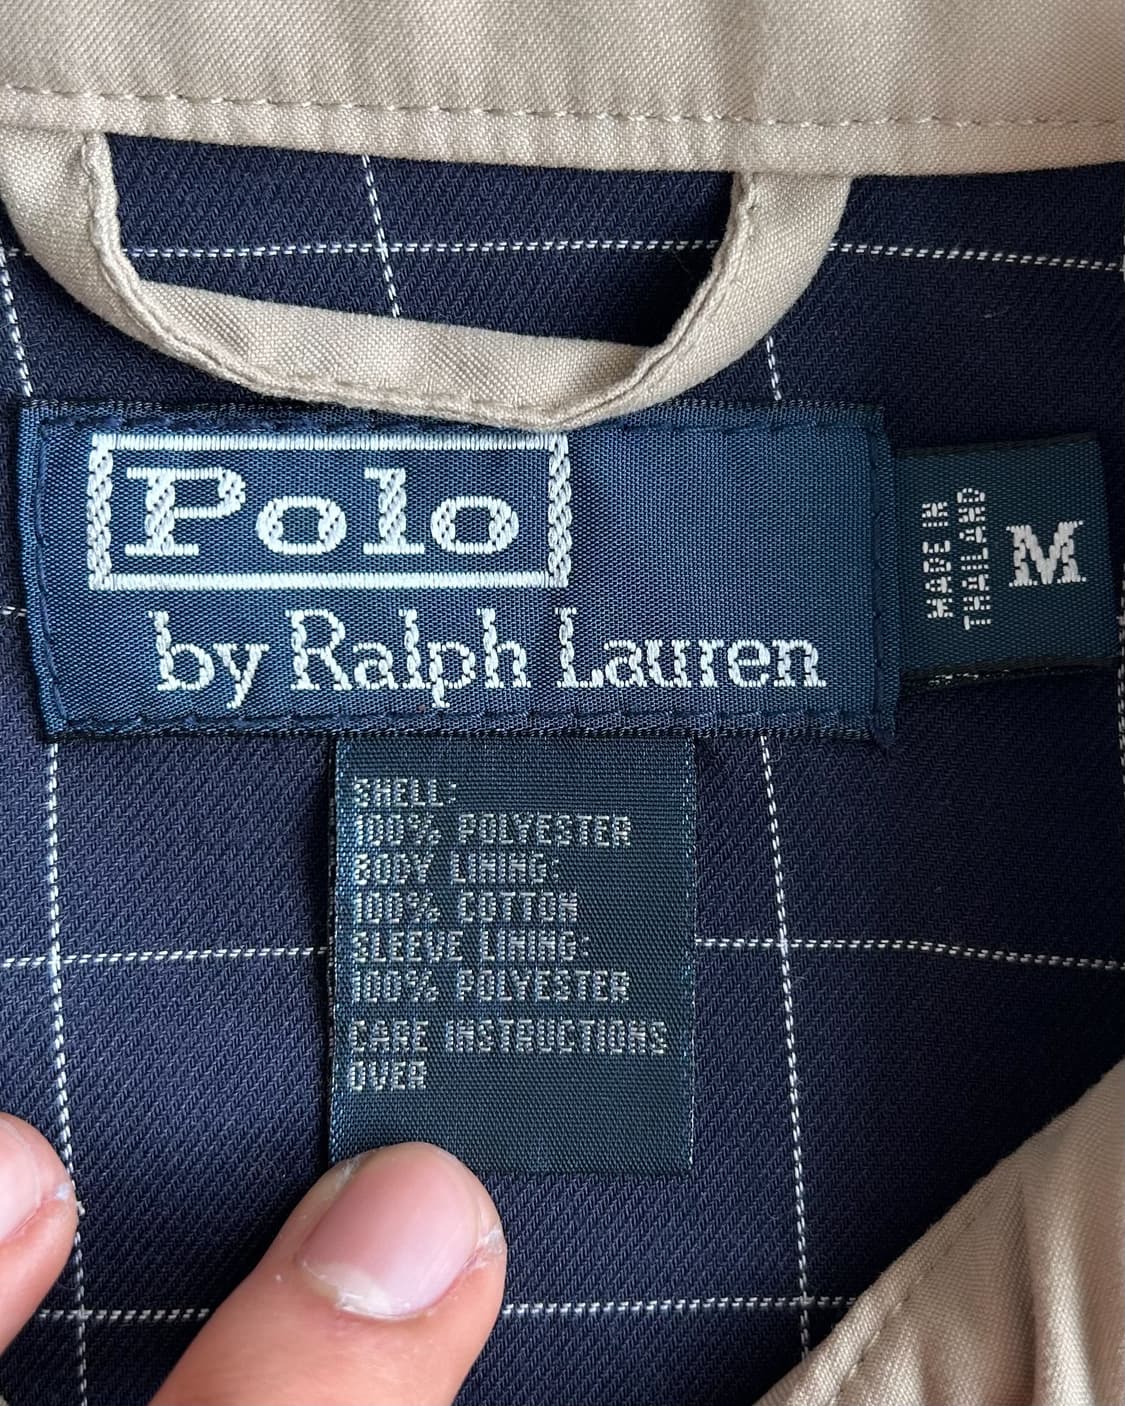 Polo
by Ralph Lauren
MADE IN
THAILAND
M
SHELL:
100% POLYESTER
BODY LINING:
100% COTTON
SLEEVE LINING:
100% POLYESTER
CARE INSTRUCTIONS
OVER